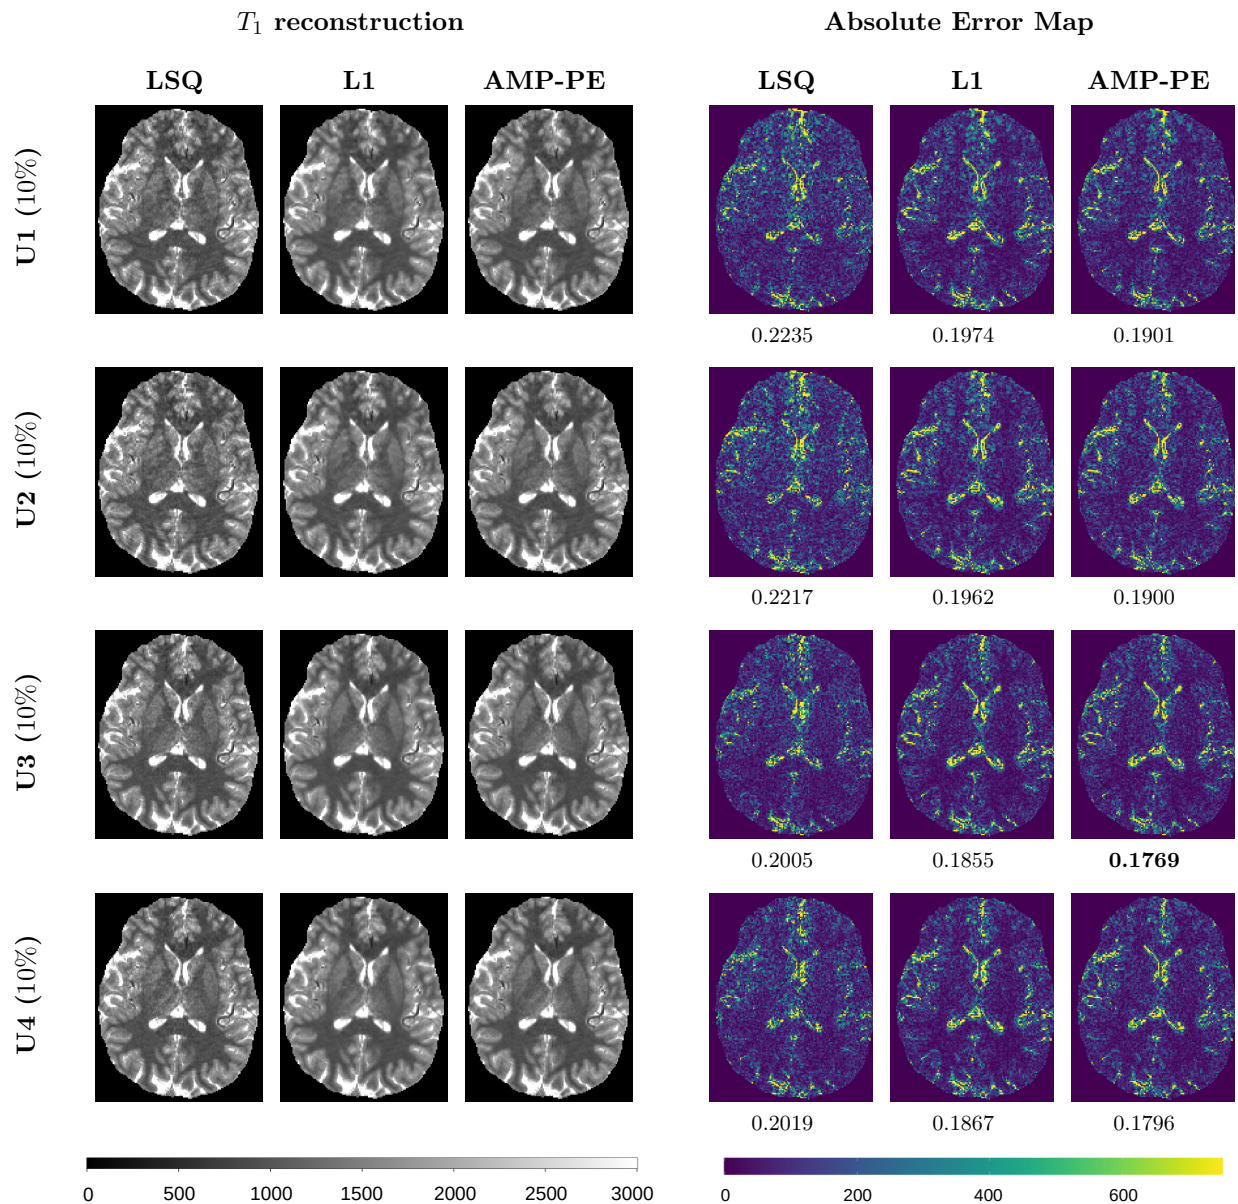 T1 reconstruction
Absolute Error Map
LSQ L1 AMP-PE LSQ L1 AMP-PE
U1 (10%)
0.2235 0.1974 0.1901
U2 (10%)
0.2217 0.1962 0.1900
U3 (10%)
0.2005 0.1855 0.1769
U4 (10%)
0.2019 0.1867 0.1796
0 500 1000 1500 2000 2500 3000
0 200 400 600